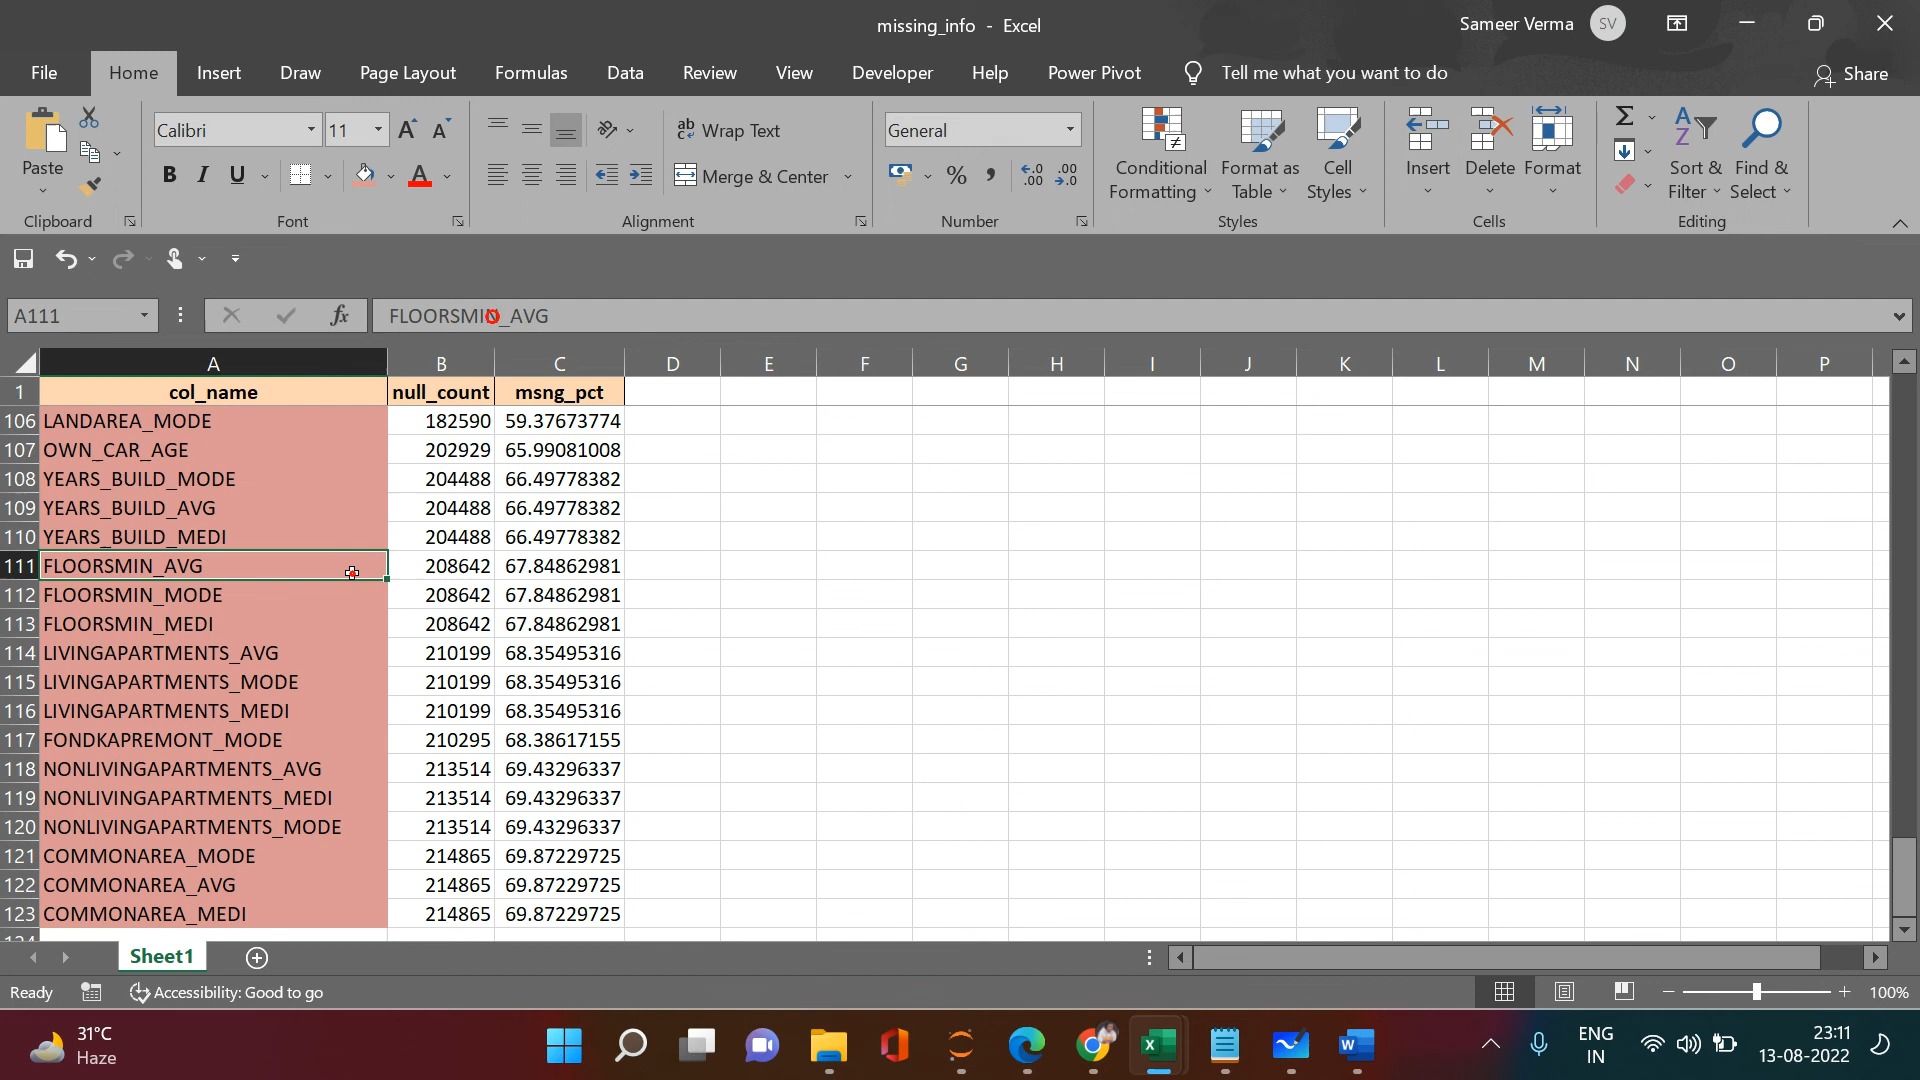 missing_info - Excel
Sameer Verma SV
File Home Insert Draw Page Layout Formulas Data Review View Developer Help Power Pivot Tell me what you want to do Share
Paste
Clipboard
Calibri 11
B I U
Font
Wrap Text
Merge & Center
Alignment
General
Number
Conditional Formatting
Format as Table
Cell Styles
Styles
Insert Delete Format
Cells
Sort & Filter
Find & Select
Editing
A111 fx FLOORSMIN_AVG
A B C D E F G H I J K L M N O P
1 col_name null_count msng_pct
106 LANDAREA_MODE 182590 59.37673774
107 OWN_CAR_AGE 202929 65.99081008
108 YEARS_BUILD_MODE 204488 66.49778382
109 YEARS_BUILD_AVG 204488 66.49778382
110 YEARS_BUILD_MEDI 204488 66.49778382
111 FLOORSMIN_AVG 208642 67.84862981
112 FLOORSMIN_MODE 208642 67.84862981
113 FLOORSMIN_MEDI 208642 67.84862981
114 LIVINGAPARTMENTS_AVG 210199 68.35495316
115 LIVINGAPARTMENTS_MODE 210199 68.35495316
116 LIVINGAPARTMENTS_MEDI 210199 68.35495316
117 FONDKAPREMONT_MODE 210295 68.38617155
118 NONLIVINGAPARTMENTS_AVG 213514 69.43296337
119 NONLIVINGAPARTMENTS_MEDI 213514 69.43296337
120 NONLIVINGAPARTMENTS_MODE 213514 69.43296337
121 COMMONAREA_MODE 214865 69.87229725
122 COMMONAREA_AVG 214865 69.87229725
123 COMMONAREA_MEDI 214865 69.87229725
Sheet1
Ready Accessibility: Good to go 100%
31°C
Haze
ENG
IN
23:11
13-08-2022